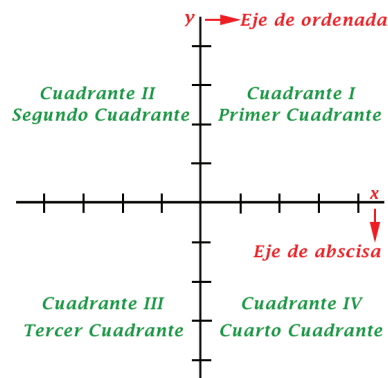 y Eje de ordenada
Cuadrante II
Segundo Cuadrante
Cuadrante I
Primer Cuadrante
x
Eje de abscisa
Cuadrante III
Tercer Cuadrante
Cuadrante IV
Cuarto Cuadrante